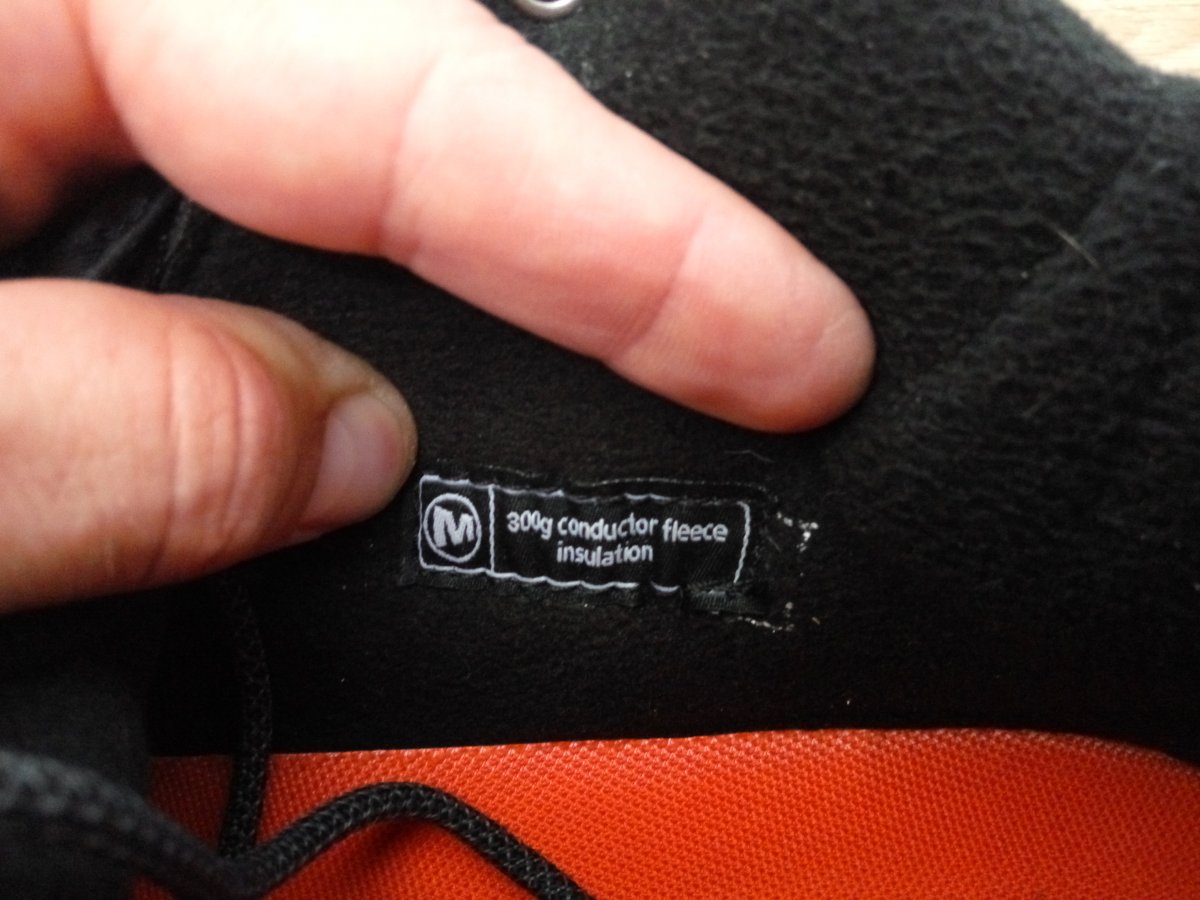 M
300g conductor fleece
insulation